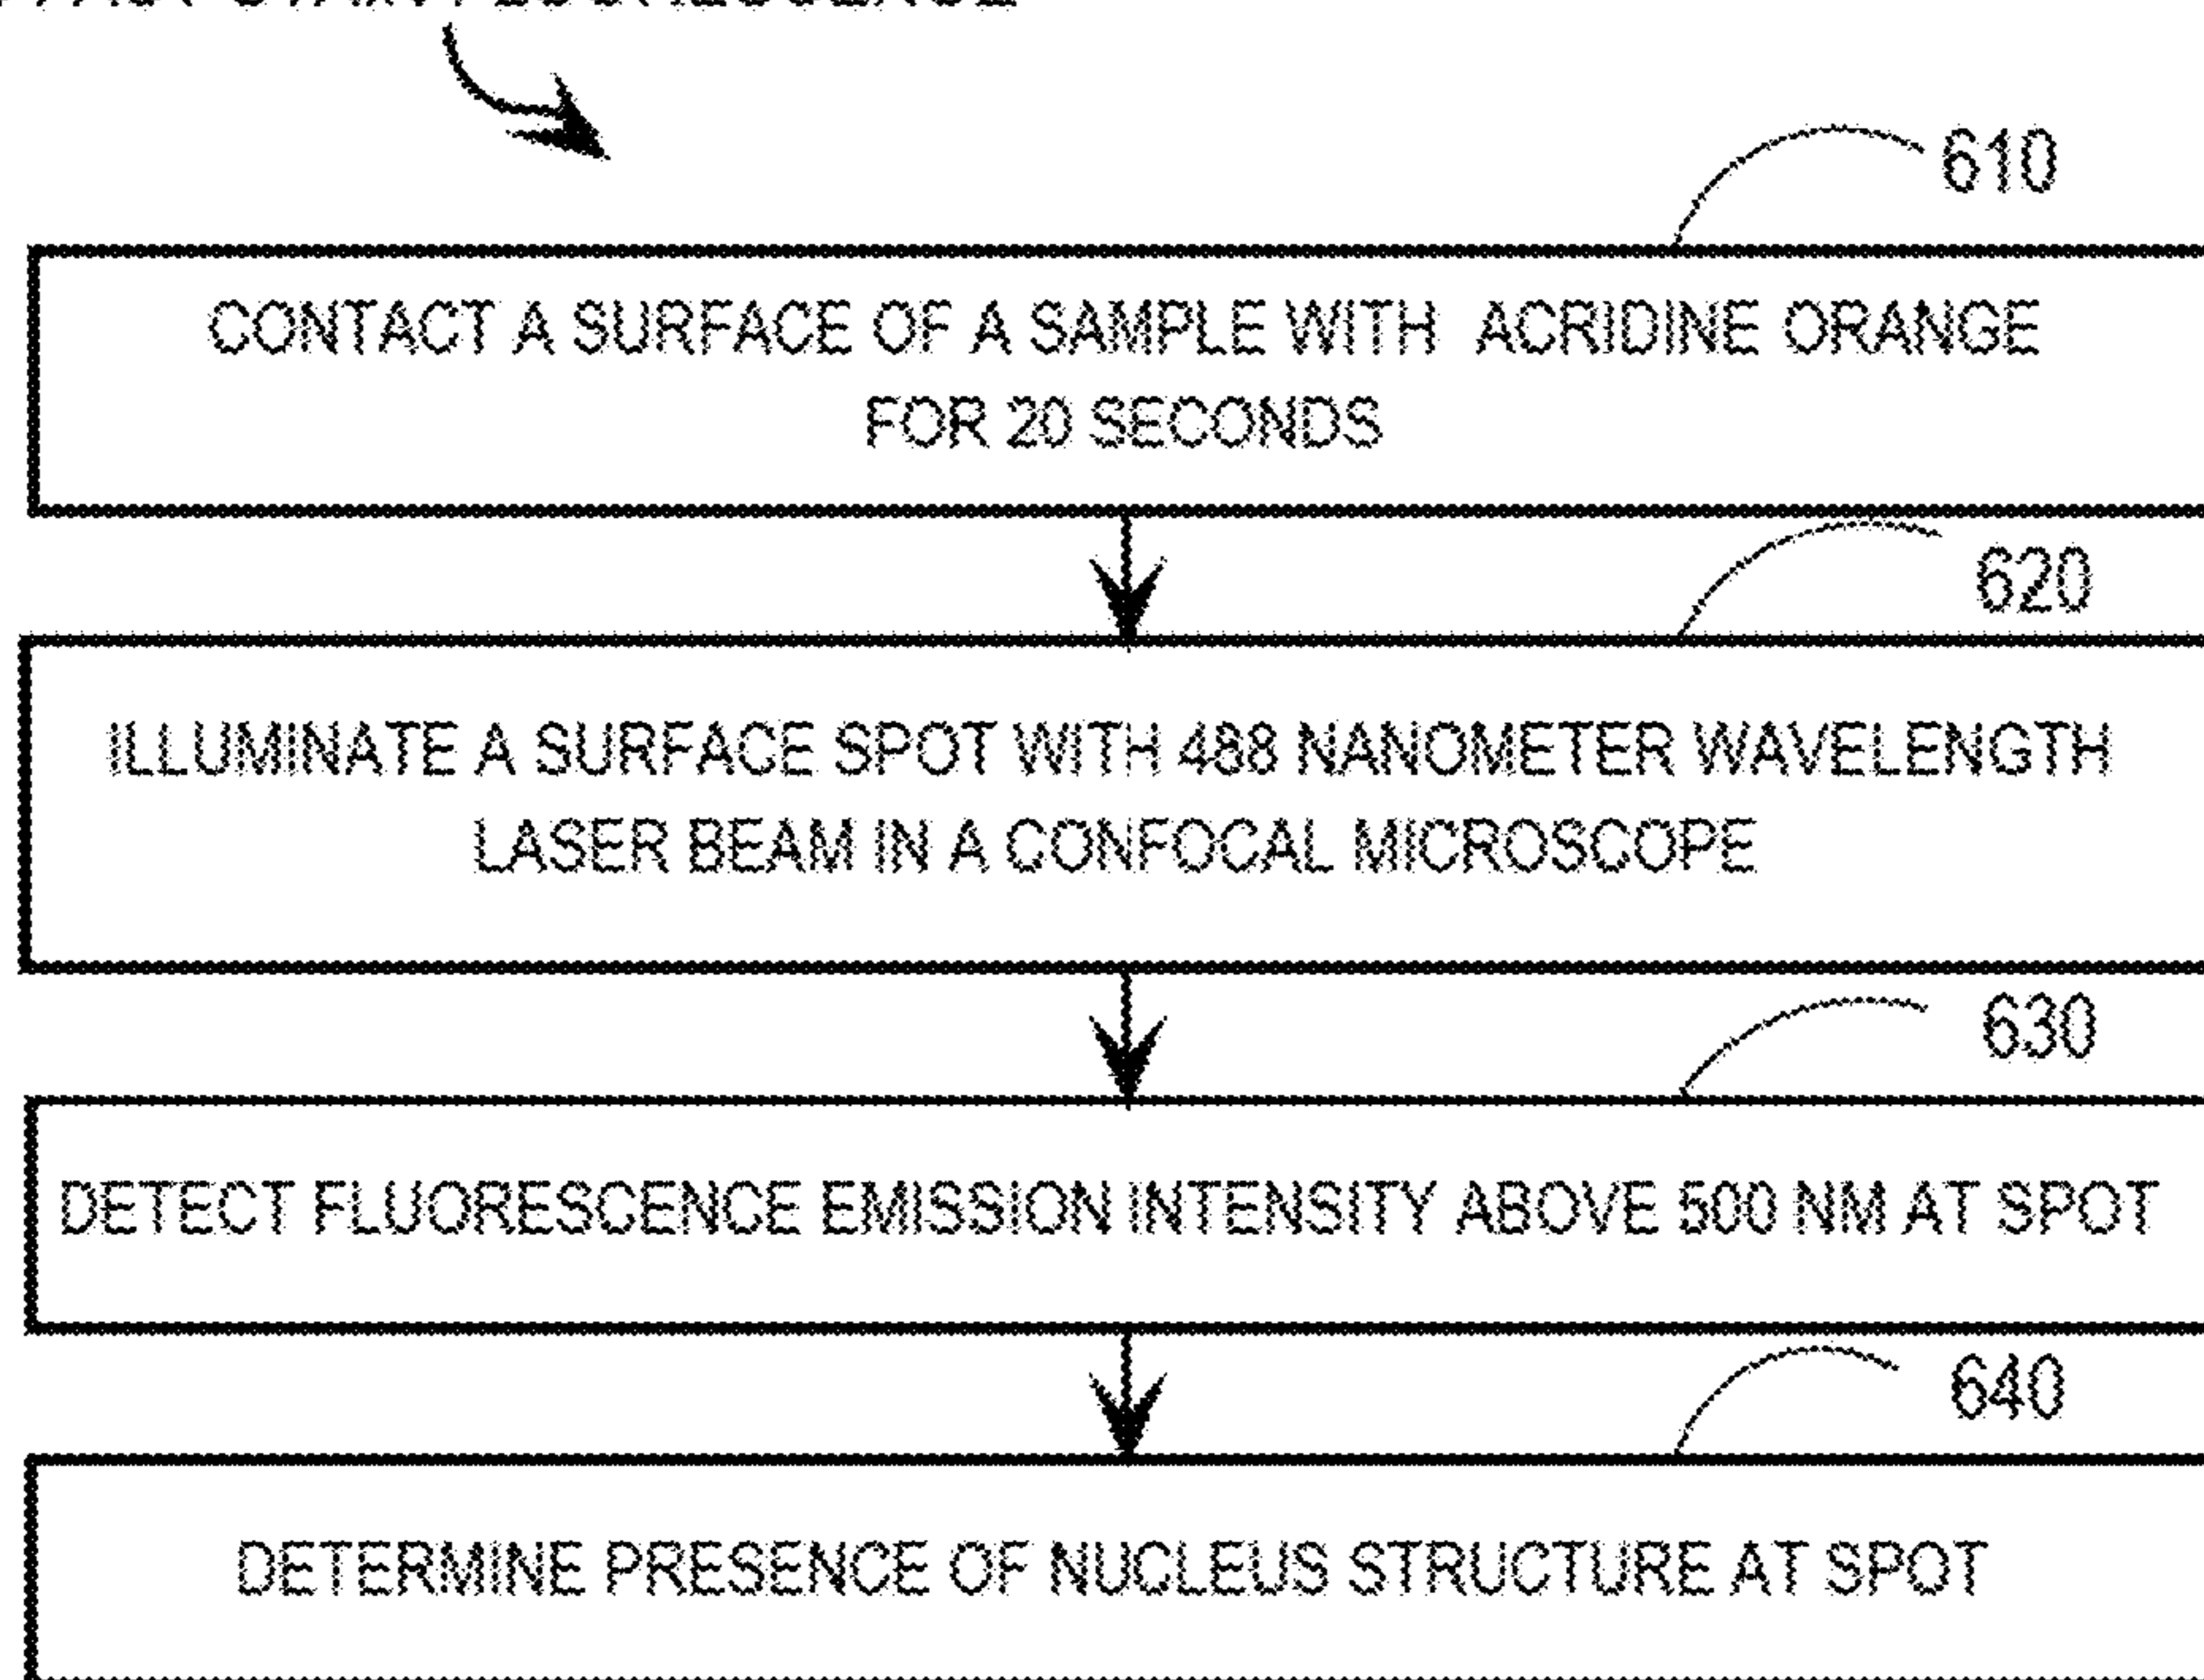 610
CONTACT A SURFACE OF A SAMPLE WITH ACRIDINE ORANGE
FOR 20 SECONDS
620
ILLUMINATE A SURFACE SPOT WITH 488 NANOMETER WAVELENGTH
LASER BEAM IN A CONFOCAL MICROSCOPE
630
DETECT FLUORESCENCE EMISSION INTENSITY ABOVE 500 NM AT SPOT
640
DETERMINE PRESENCE OF NUCLEUS STRUCTURE AT SPOT